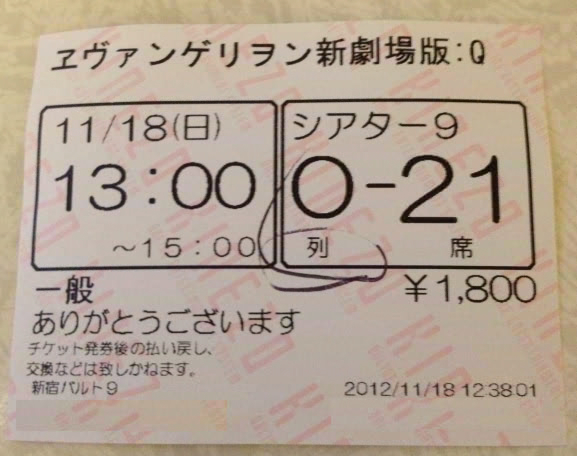 ヱヴァンゲリヲン新劇場版:Q
11/18(日)
13:00
～15:00
シアター9
O-21
列 席
一般
￥1,800
ありがとうございます
チケット発券後の払い戻し、
交換などは致しかねます。
新宿バルト9
2012/11/18 12:38:01